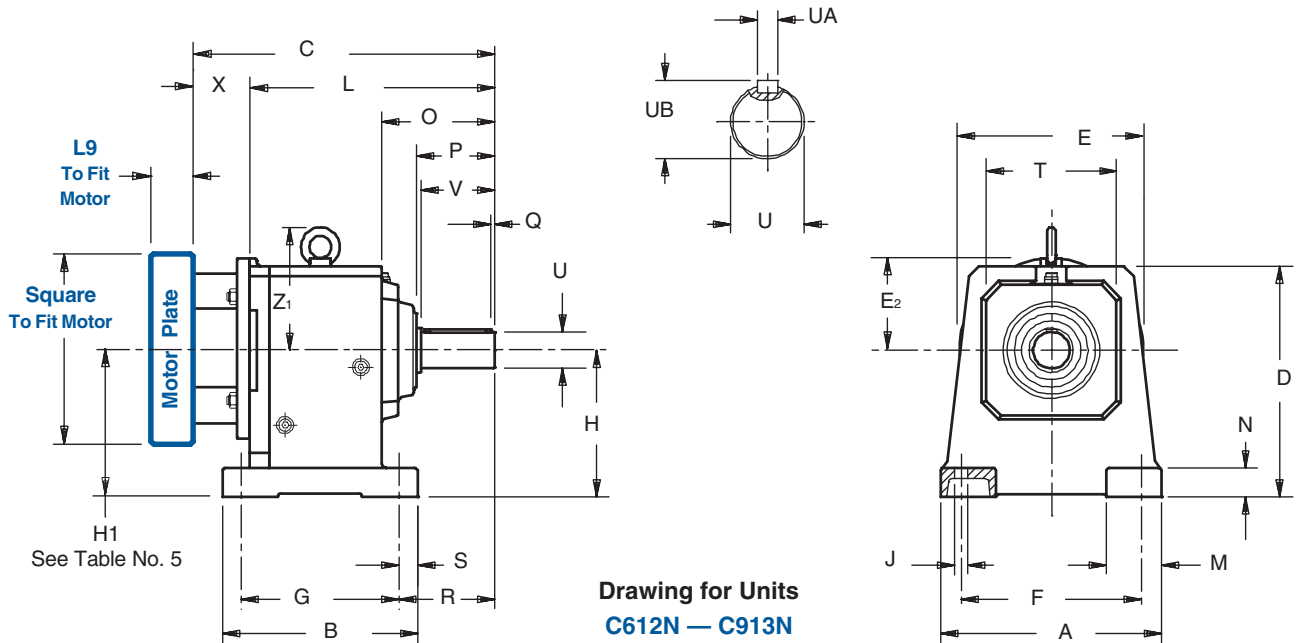 C
X
L
O
P
V
Q
L9
To Fit
Motor
U
Z1
Square
To Fit Motor
Motor Plate
H
H1
See Table No. 5
S
G
R
B
UA
UB
U
E
T
E2
D
N
J
M
F
A
Drawing for Units
C612N — C913N